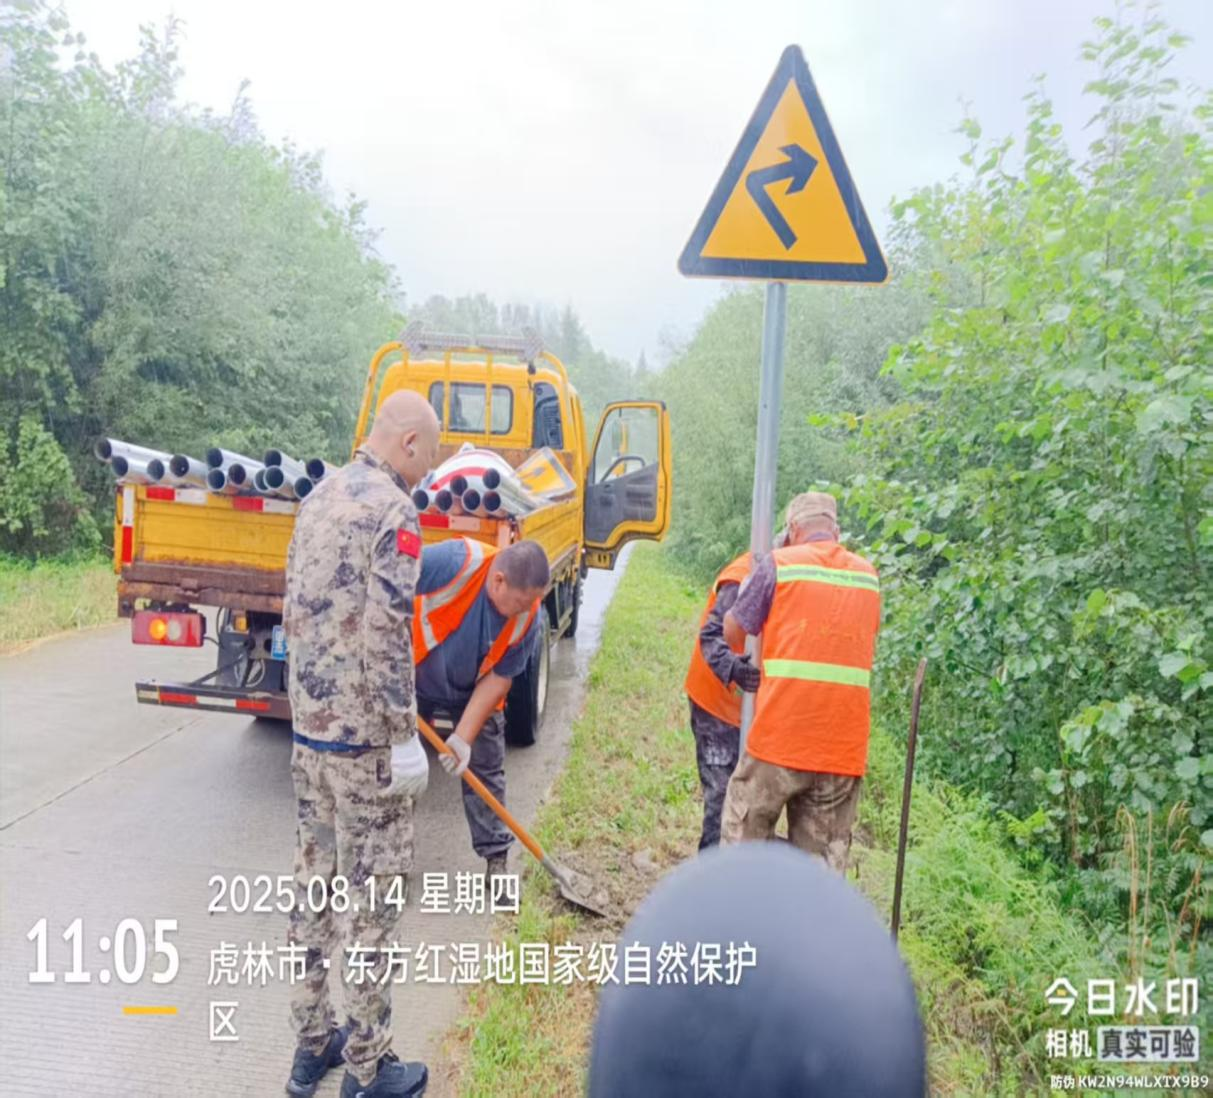 2025.08.14 星期四
11:05
虎林市·东方红湿地国家级自然保护
区
今日水印
相机 真实可验
防伪 KW2N94WLXTX9B9